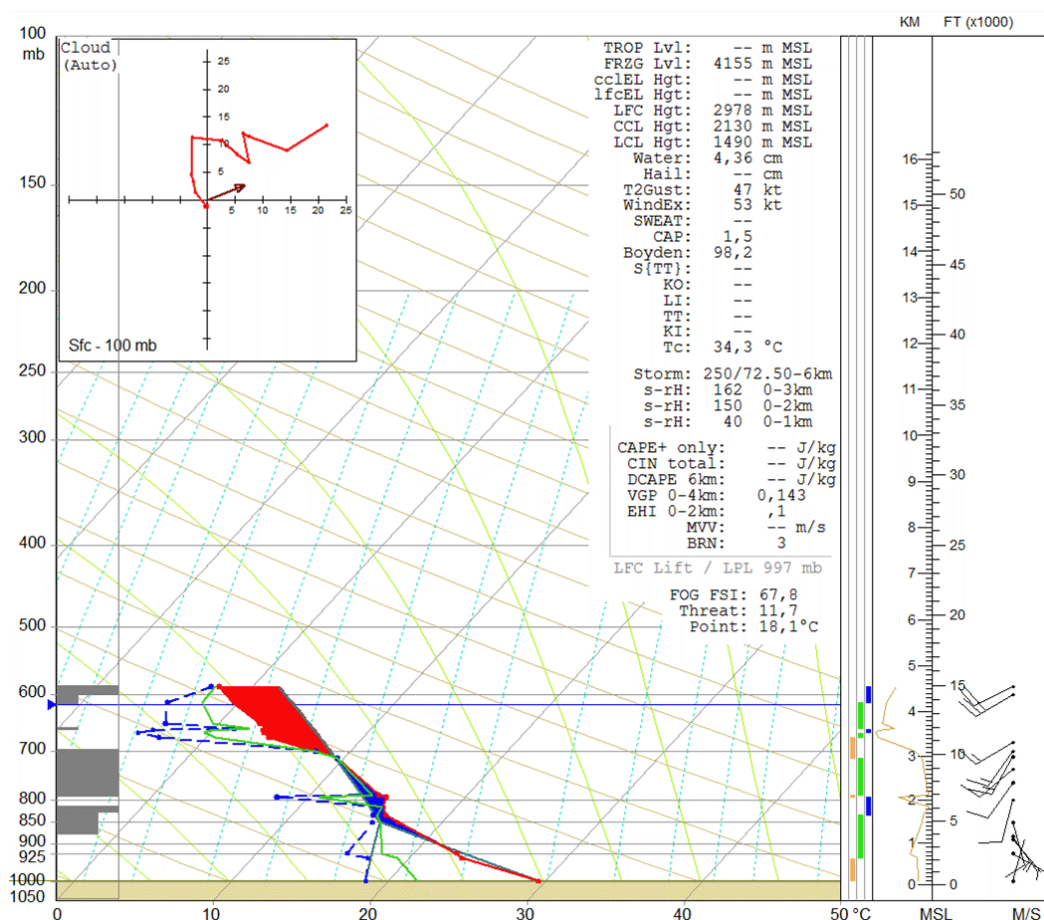 KM FT (x1000)
100
mb
Cloud
(Auto)
25
20
15
10
5
5 10 15 20 25
Sfc - 100 mb
150
200
250
300
400
500
600
700
800
850
900
925
1000
1050
0 10 20 30 40 50 °C MSL M/S
TROP Lvl: -- m MSL
FRZG Lvl: 4155 m MSL
cclEL Hgt: -- m MSL
lfcEL Hgt: -- m MSL
LFC Hgt: 2978 m MSL
CCL Hgt: 2130 m MSL
LCL Hgt: 1490 m MSL
Water: 4,36 cm
Hail: -- cm
T2Gust: 47 kt
WindEx: 53 kt
SWEAT: --
CAP: 1,5
Boyden: 98,2
S{TT}: --
KO: --
LI: --
TT: --
KI: --
Tc: 34,3 °C
Storm: 250/72.50-6km
s-rH: 162 0-3km
s-rH: 150 0-2km
s-rH: 40 0-1km
CAPE+ only: -- J/kg
CIN total: -- J/kg
DCAPE 6km: -- J/kg
VGP 0-4km: 0,143
EHI 0-2km: ,1
MVV: -- m/s
BRN: 3
LFC Lift / LPL 997 mb
FOG FSI: 67,8
Threat: 11,7
Point: 18,1°C
16
15
14
13
12
11
10
9
8
7
6
5
4
3
2
1
0
50
45
40
35
30
25
20
15
10
5
0